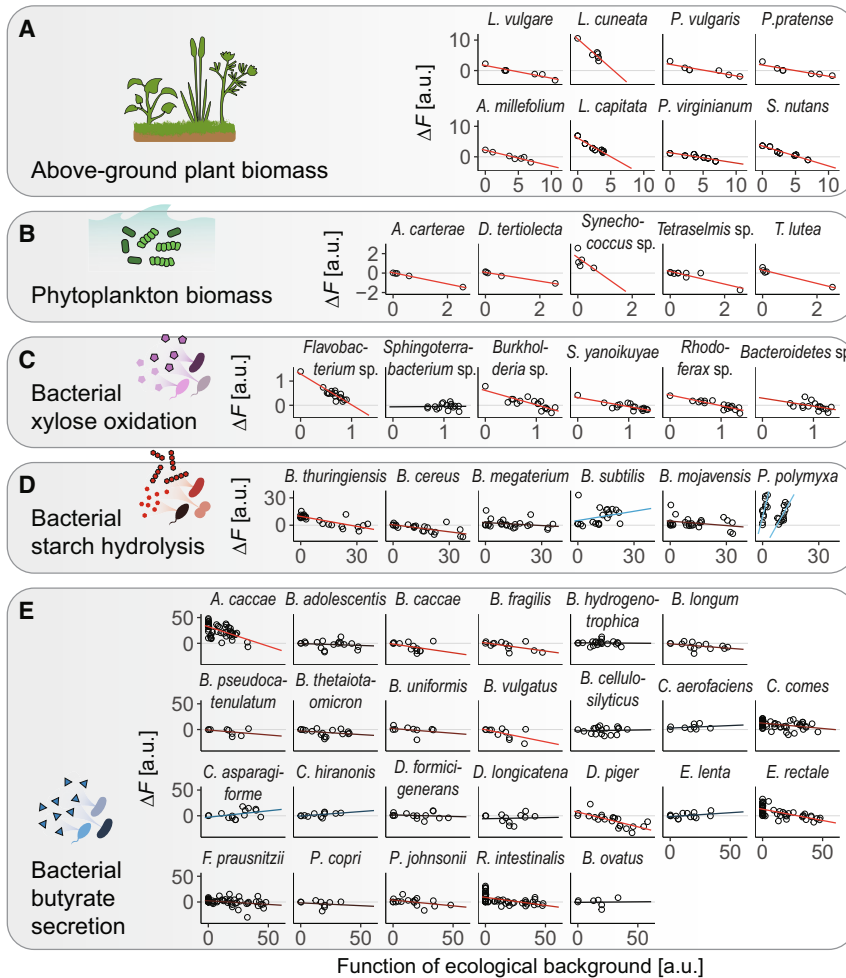 A
L. vulgare L. cuneata P. vulgaris P.pratense
10
0
ΔF [a.u.]
A. millefolium L. capitata P. virginianum S. nutans
10
0
0 5 10 0 5 10 0 5 10 0 5 10
Above-ground plant biomass
B
A. carterae D. tertiolecta Synecho-
coccus sp. Tetraselmis sp. T. lutea
2
0
−2
ΔF [a.u.]
0 2 0 2 0 2 0 2 0 2
Phytoplankton biomass
C
Flavobac-
terium sp. Sphingoterra-
bacterium sp. Burkhol-
deria sp. S. yanoikuyae Rhodo-
ferax sp. Bacteroidetes sp
1
0
ΔF [a.u.]
0 1 0 1 0 1 0 1 0 1 0 1
Bacterial
xylose oxidation
D
B. thuringiensis B. cereus B. megaterium B. subtilis B. mojavensis P. polymyxa
30
0
ΔF [a.u.]
0 30 0 30 0 30 0 30 0 30 0 30
Bacterial
starch hydrolysis
E
A. caccae B. adolescentis B. caccae B. fragilis B. hydrogeno-
trophica B. longum
50
0
B. pseudoca-
tenulatum B. thetaiota-
omicron B. uniformis B. vulgatus B. cellulo-
silyticus C. aerofaciens C. comes
50
0
ΔF [a.u.]
C. asparagi-
forme C. hiranonis D. formici-
generans D. longicatena D. piger E. lenta E. rectale
50
0
0 50 0 50
F. prausnitzii P. copri P. johnsonii R. intestinalis B. ovatus
50
0
0 50 0 50 0 50 0 50 0 50
Bacterial
butyrate
secretion
Function of ecological background [a.u.]